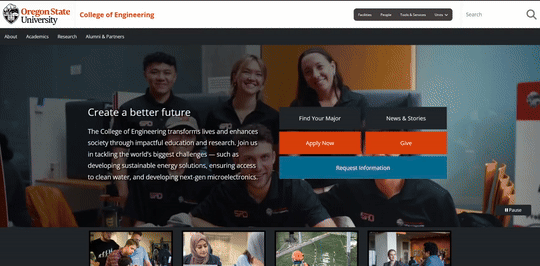 Oregon State
University
College of Engineering
Facilities People Tools & Services Hires
Search
About Academics Research Alumni & Partners
Create a better future
The College of Engineering transforms lives and enhances
society through impactful education and research. Join us
in tackling the world's biggest challenges — such as
developing sustainable energy solutions, ensuring access
to clean water, and developing next-gen microelectronics.
Find Your Major
News & Stories
Apply Now
Give
Request Information
Pause